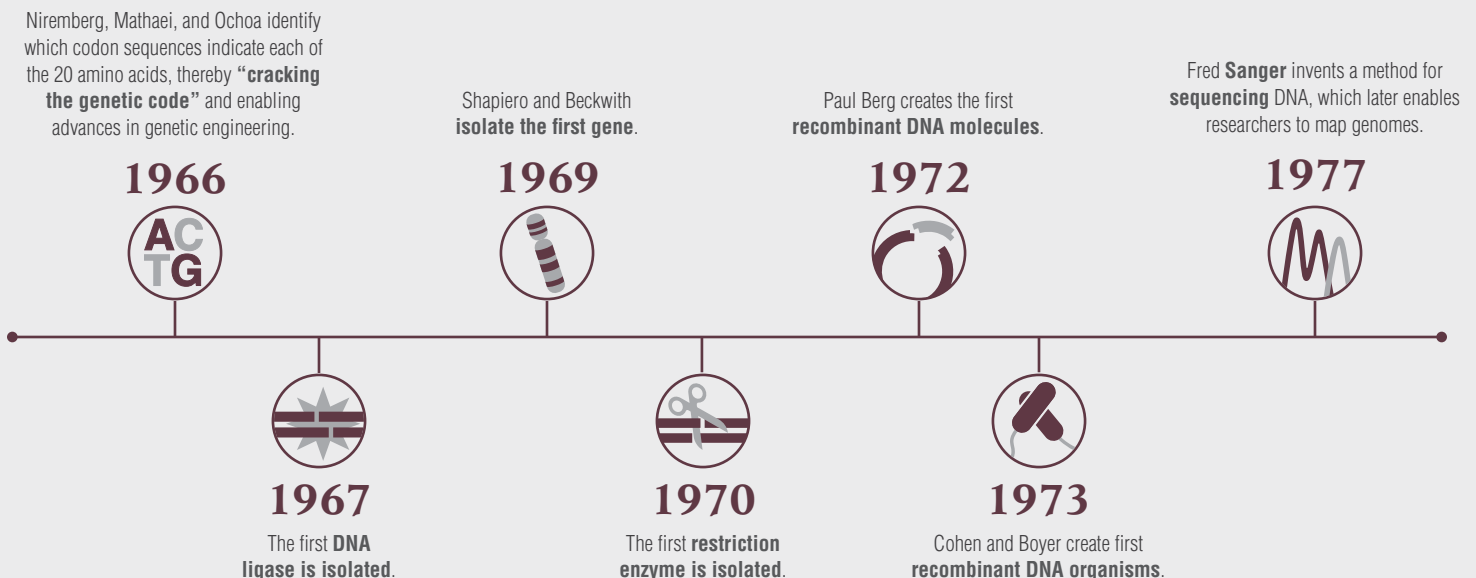 Niremberg, Mathaei, and Ochoa identify
which codon sequences indicate each of
the 20 amino acids, thereby “cracking
the genetic code” and enabling
advances in genetic engineering.
1966
AC
TG
1967
The first DNA
ligase is isolated.
Shapiero and Beckwith
isolate the first gene.
1969
1970
The first restriction
enzyme is isolated.
Paul Berg creates the first
recombinant DNA molecules.
1972
1973
Cohen and Boyer create first
recombinant DNA organisms.
Fred Sanger invents a method for
sequencing DNA, which later enables
researchers to map genomes.
1977